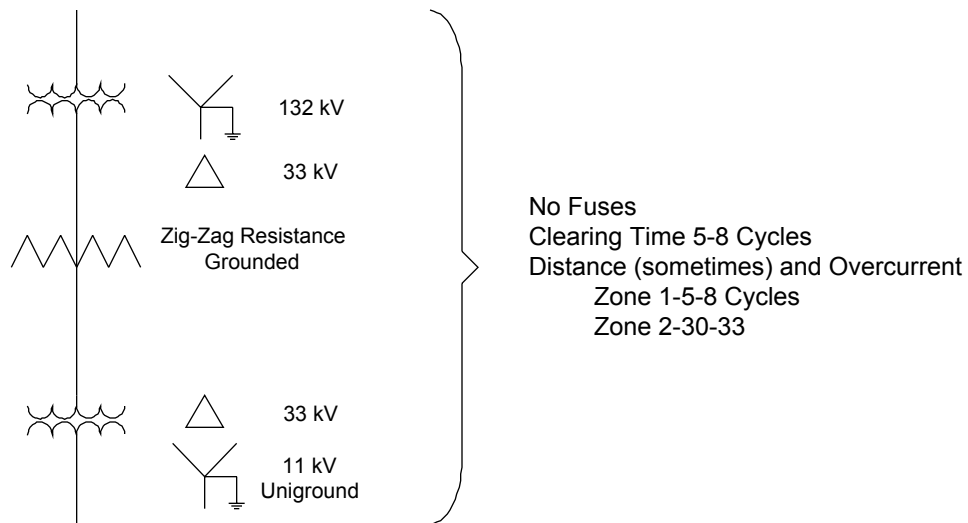 132 kV
33 kV
Zig-Zag Resistance
Grounded
33 kV
11 kV
Uniground
No Fuses
Clearing Time 5-8 Cycles
Distance (sometimes) and Overcurrent
Zone 1-5-8 Cycles
Zone 2-30-33